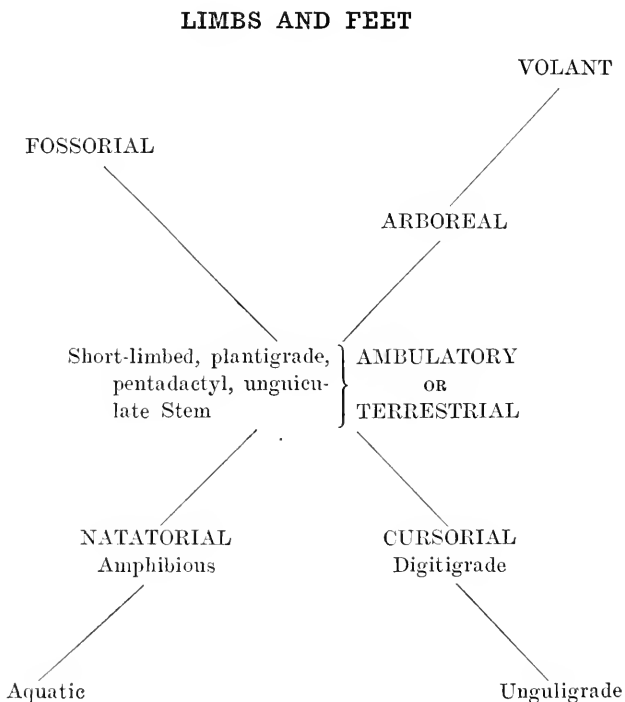 LIMBS AND FEET
VOLANT
FOSSORIAL
ARBOREAL
Short-limbed, plantigrade,
pentadactyl, unguicu-
late Stem
AMBULATORY
OR
TERRESTRIAL
NATATORIAL
Amphibious
CURSORIAL
Digitigrade
Aquatic
Unguligrade